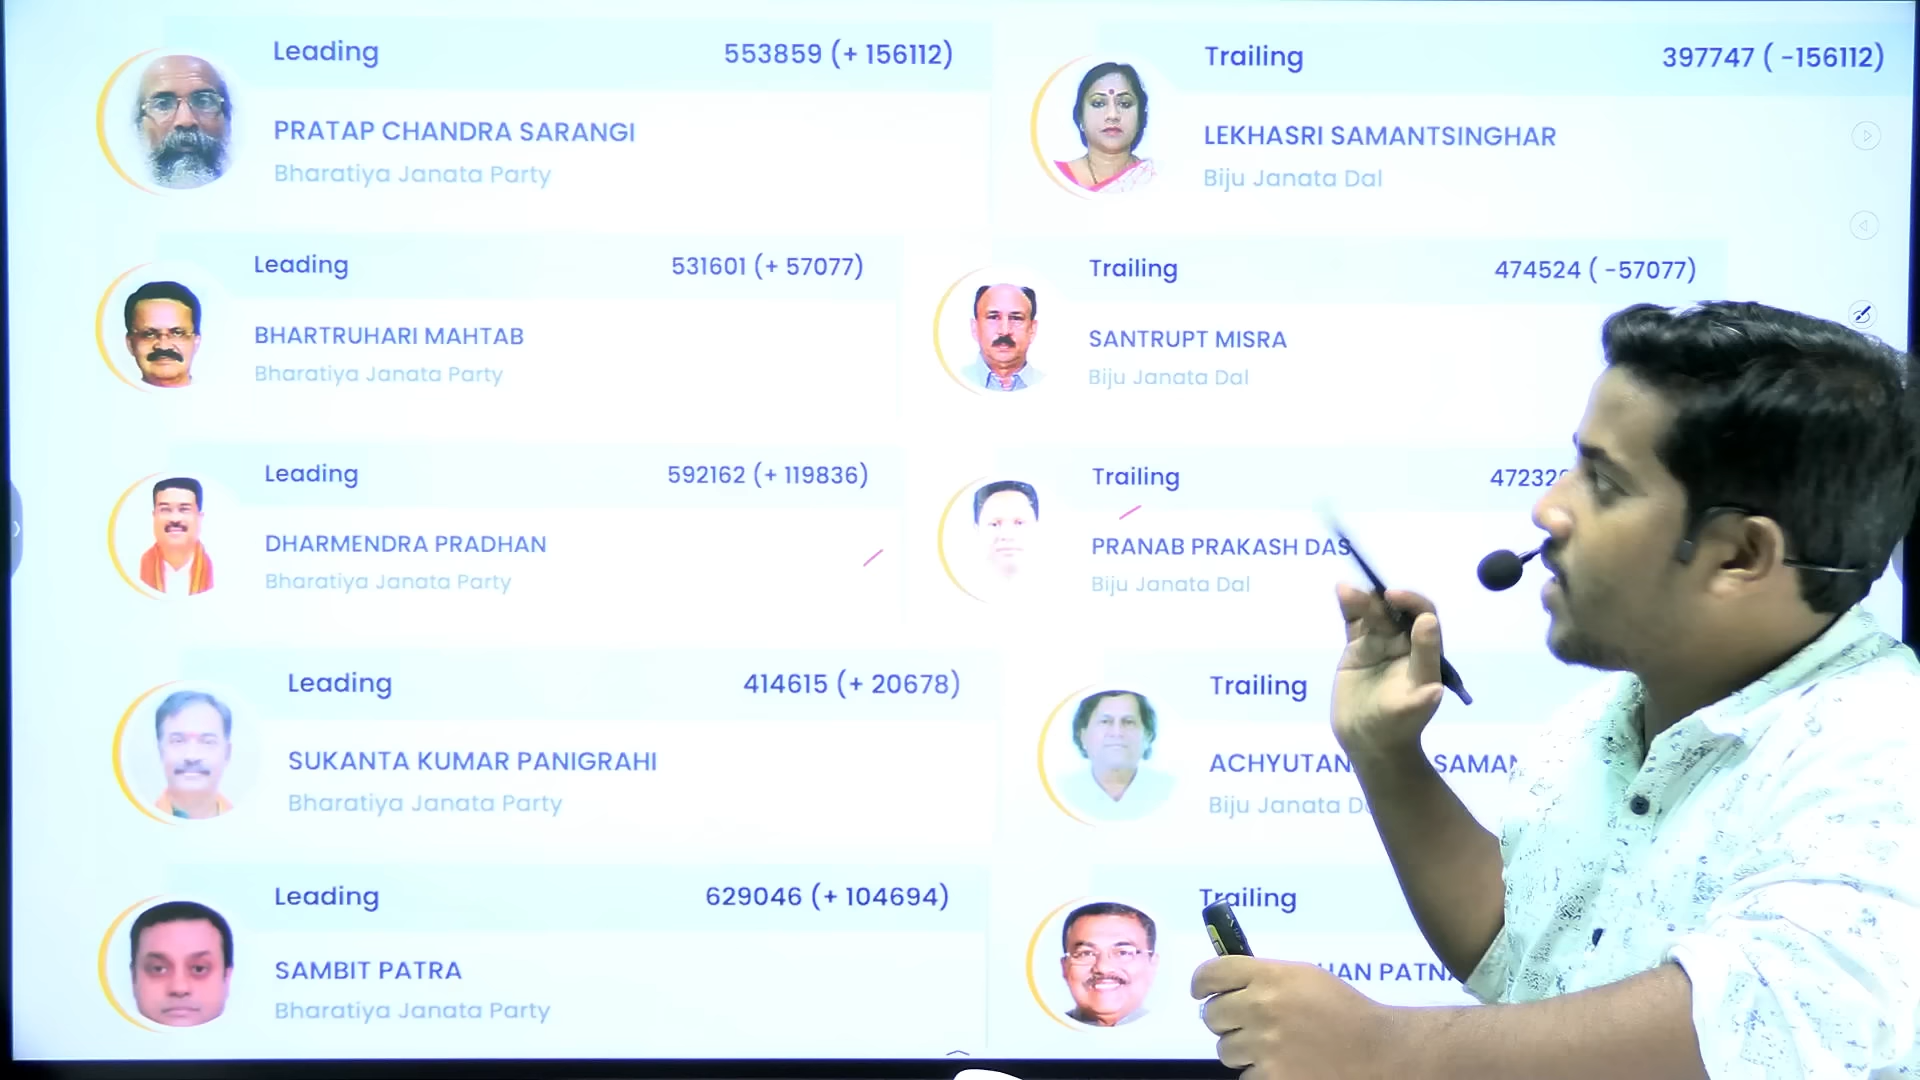 Leading 553859 (+ 156112)
PRATAP CHANDRA SARANGI
Bharatiya Janata Party
Trailing 397747 ( -156112)
LEKHASRI SAMANTSINGHAR
Biju Janata Dal
Leading 531601 (+ 57077)
BHARTRUHARI MAHTAB
Bharatiya Janata Party
Trailing 474524 ( -57077)
SANTRUPT MISRA
Biju Janata Dal
Leading 592162 (+ 119836)
DHARMENDRA PRADHAN
Bharatiya Janata Party
Trailing
PRANAB PRAKASH DAS
Biju Janata Dal
Leading 414615 (+ 20678)
SUKANTA KUMAR PANIGRAHI
Bharatiya Janata Party
Trailing
Biju Janata
Leading 629046 (+ 104694)
SAMBIT PATRA
Bharatiya Janata Party
Trailing